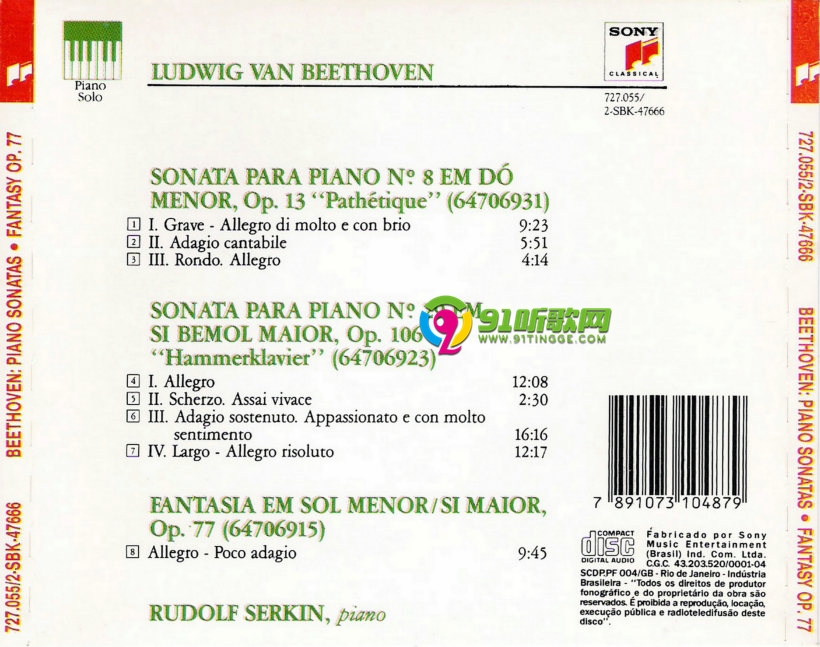 Piano
Solo
LUDWIG VAN BEETHOVEN
SONY
CLASSICAL
727.055/
2-SBK-47666
SONATA PARA PIANO Nº 8 EM DÓ
MENOR, Op. 13 “Pathétique” (64706931)
1 I. Grave - Allegro di molto e con brio 9:23
2 II. Adagio cantabile 5:51
3 III. Rondo. Allegro 4:14
SONATA PARA PIANO Nº
SI BEMOL MAIOR, Op. 106
“Hammerklavier” (64706923)
91听歌网
WWW.91TINGGE.COM
4 I. Allegro 12:08
5 II. Scherzo. Assai vivace 2:30
6 III. Adagio sostenuto. Appassionato e con molto
sentimento 16:16
7 IV. Largo - Allegro risoluto 12:17
FANTASIA EM SOL MENOR/SI MAIOR,
Op. 77 (64706915)
8 Allegro - Poco adagio 9:45
RUDOLF SERKIN, piano
7 891073 104879
COMPACT
disc
DIGITAL AUDIO
Fabricado por Sony
Music Entertainment
(Brasil) Ind. Com. Ltda.
C.G.C. 43.203.520/0001-04
SCDP.PF 004/GB - Rio de Janeiro - Indústria
Brasileira - "Todos os direitos de produtor
fonográfico e do proprietário da obra são
reservados. É proibida a reprodução, locação,
execução pública e radioteledifusão deste
disco".
727.055/2-SBK-47666 BEETHOVEN: PIANO SONATAS • FANTASY OP. 77
727.055/2-SBK-47666 BEETHOVEN: PIANO SONATAS • FANTASY OP. 77